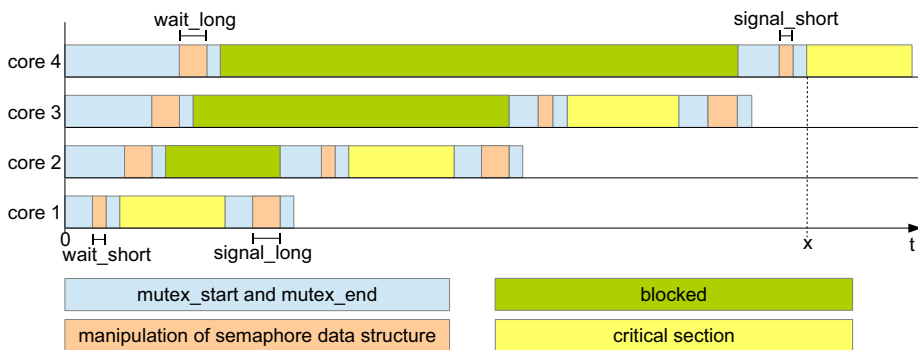 wait_long
signal_short
core 4
core 3
core 2
core 1
0
x
t
wait_short
signal_long
mutex_start and mutex_end
blocked
manipulation of semaphore data structure
critical section